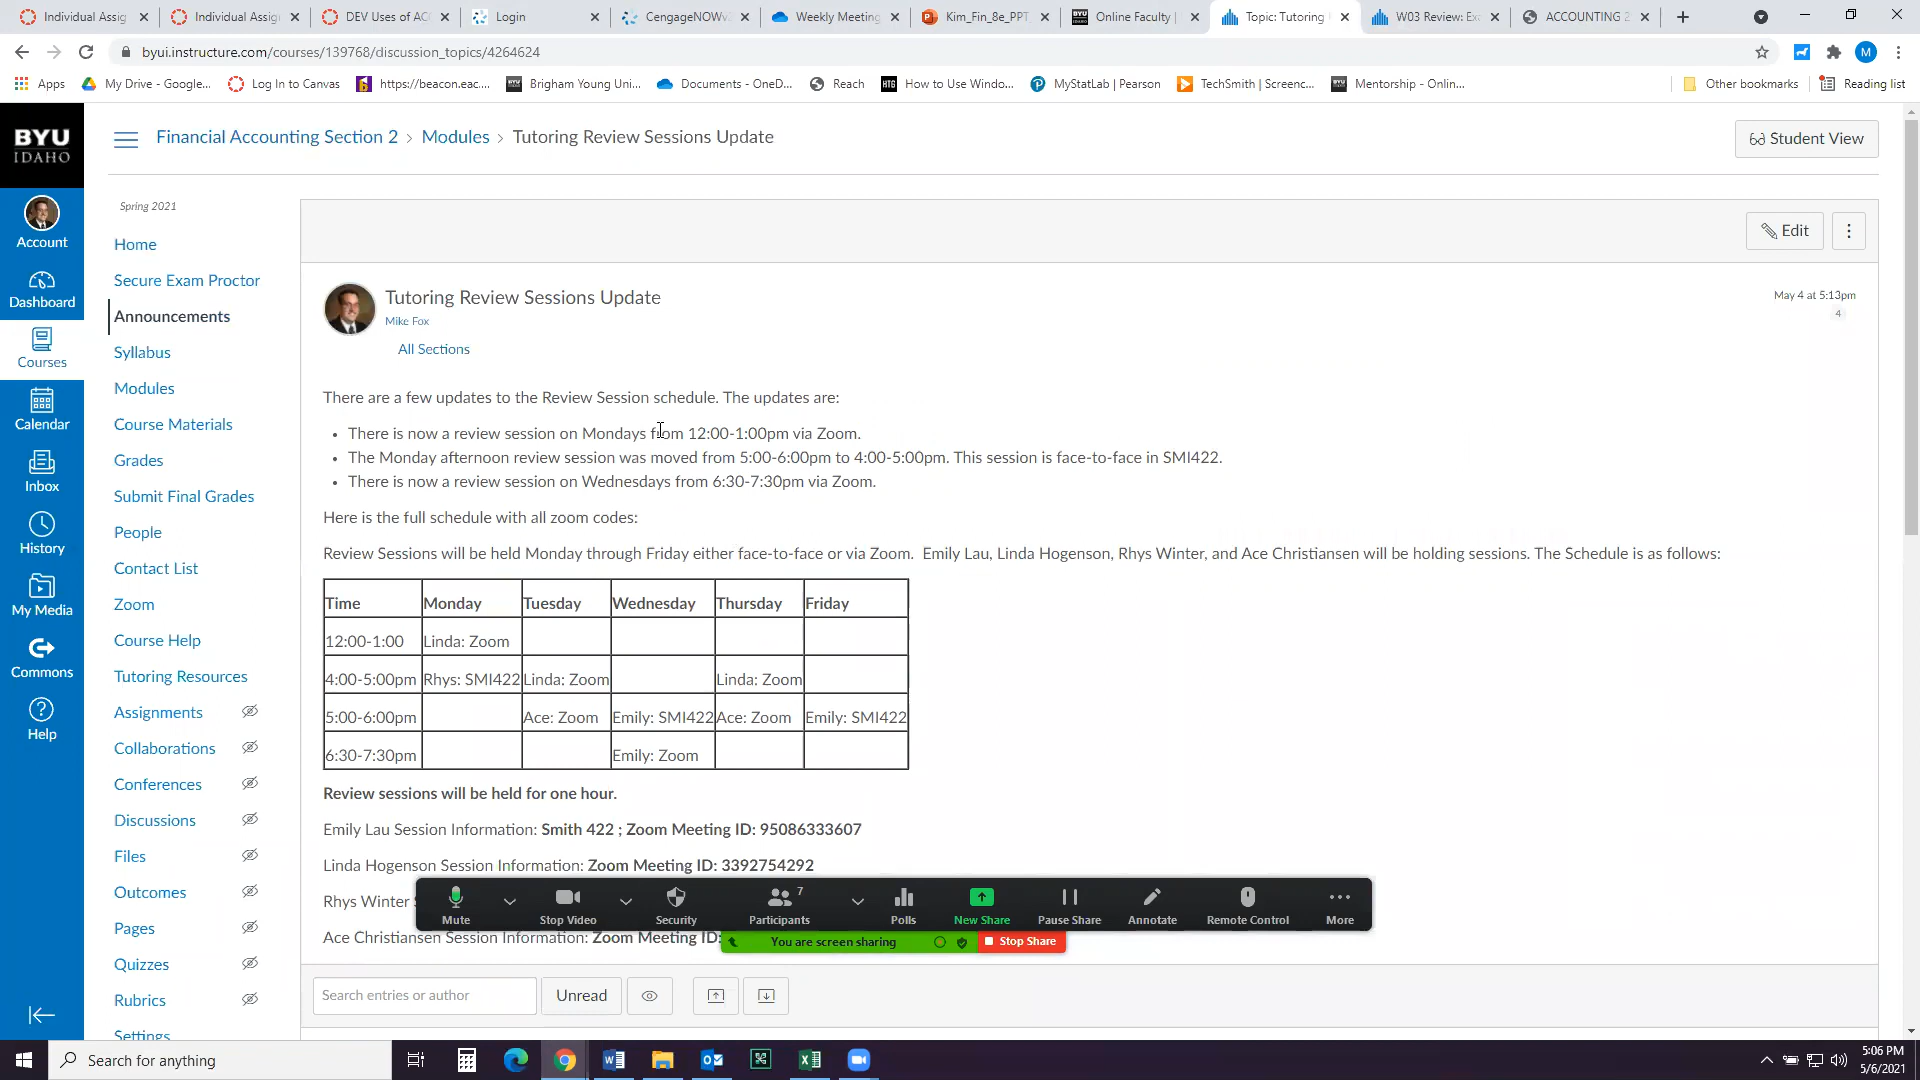 Individual Assig
Individual Assig
DEV Uses of AC
Login
CengageNOWv
Weekly Meeting
Kim_Fin_8e_PPT
Online Faculty |
Topic: Tutoring
W03 Review: Ex
ACCOUNTING 2
byui.instructure.com/courses/139768/discussion_topics/4264624
M
Apps
My Drive - Google...
Log In to Canvas
https://beacon.eac....
Brigham Young Uni...
Documents - OneD...
Reach
HTG How to Use Windo...
MyStatLab | Pearson
TechSmith | Screenc...
Mentorship - Onlin...
Other bookmarks
Reading list
BYU
IDAHO
Financial Accounting Section 2 > Modules > Tutoring Review Sessions Update
Student View
Account
Dashboard
Courses
Calendar
Inbox
History
My Media
Commons
Help
Spring 2021
Home
Secure Exam Proctor
Announcements
Syllabus
Modules
Course Materials
Grades
Submit Final Grades
People
Contact List
Zoom
Course Help
Tutoring Resources
Assignments
Collaborations
Conferences
Discussions
Files
Outcomes
Pages
Quizzes
Rubrics
Settings
Edit
Tutoring Review Sessions Update
Mike Fox
All Sections
May 4 at 5:13pm
4
There are a few updates to the Review Session schedule. The updates are:
• There is now a review session on Mondays from 12:00-1:00pm via Zoom.
• The Monday afternoon review session was moved from 5:00-6:00pm to 4:00-5:00pm. This session is face-to-face in SMI422.
• There is now a review session on Wednesdays from 6:30-7:30pm via Zoom.
Here is the full schedule with all zoom codes:
Review Sessions will be held Monday through Friday either face-to-face or via Zoom. Emily Lau, Linda Hogenson, Rhys Winter, and Ace Christiansen will be holding sessions. The Schedule is as follows:
Time Monday Tuesday Wednesday Thursday Friday
12:00-1:00 Linda: Zoom
4:00-5:00pm Rhys: SMI422 Linda: Zoom Linda: Zoom
5:00-6:00pm Ace: Zoom Emily: SMI422 Ace: Zoom Emily: SMI422
6:30-7:30pm Emily: Zoom
Review sessions will be held for one hour.
Emily Lau Session Information: Smith 422 ; Zoom Meeting ID: 95086333607
Linda Hogenson Session Information: Zoom Meeting ID: 3392754292
Rhys Winter
Ace Christiansen Session Information: Zoom Meeting ID:
Mute
Stop Video
Security
Participants 7
Polls
New Share
Pause Share
Annotate
Remote Control
More
You are screen sharing
Stop Share
Search entries or author
Unread
Search for anything
5:06 PM
5/6/2021